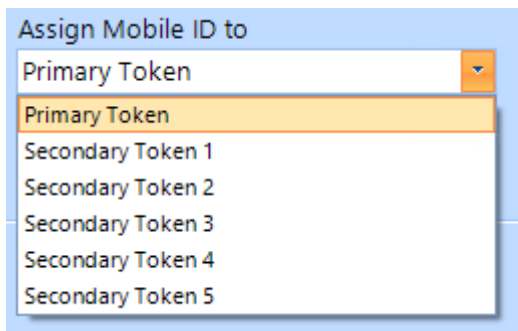 Assign Mobile ID to
Primary Token
Primary Token
Secondary Token 1
Secondary Token 2
Secondary Token 3
Secondary Token 4
Secondary Token 5